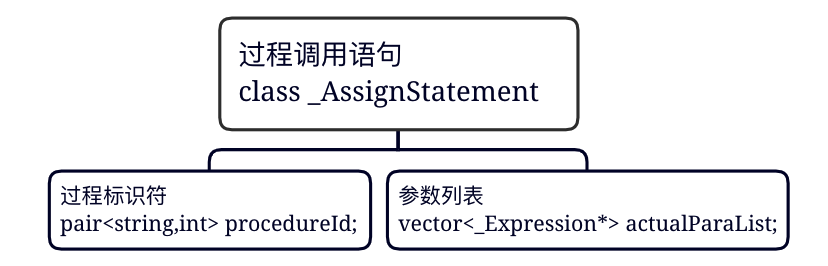 过程调用语句
class _AssignStatement
过程标识符
pair<string,int> procedureId;
参数列表
vector<_Expression*> actualParaList;